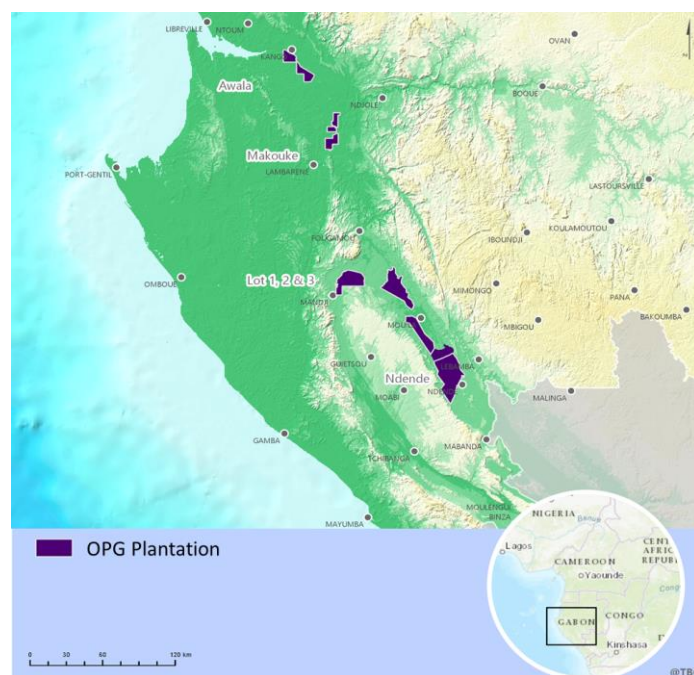 LIBREVILLE
NTOUM
OVAN
KANGO
Awala
NDJOLE
BOOUE
Makouke
PORT-GENTIL
LAMBARENE
LASTOURSVILLE
KOULAMOUTOU
FOUGAMOU
IBOUNDJI
Lot 1, 2 & 3
OMBOUE
MIMONGO
PANA
MOUILA
MBIGOU
BAKOUMBA
GUIETSOU
LEBAMBA
Ndende
MOABI
MALINGA
GAMBA
MABANDA
TCHIBANGA
MOULENGUI
BINZA
MAYUMBA
OPG Plantation
NIGERIA
Benue
Lagos
CAMEROON
Yaounde
GABON
CONGO
Kinshasa
0 30 60 120 km